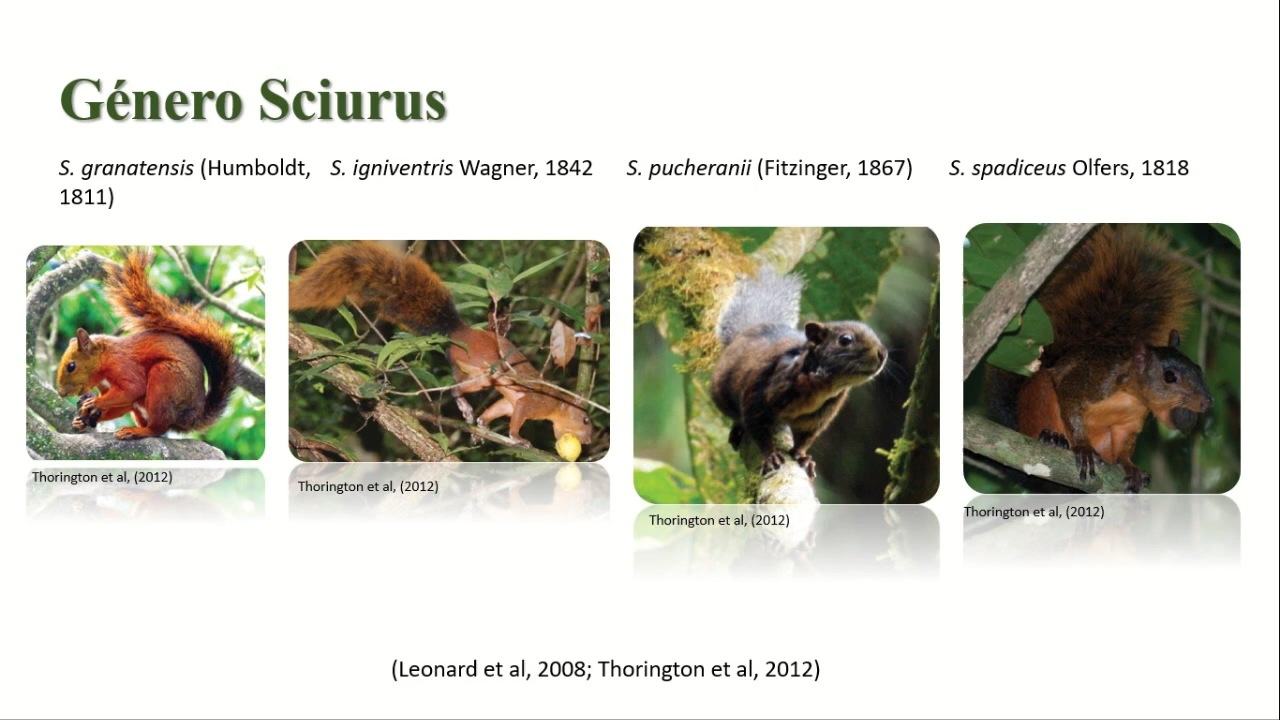 Género Sciurus
S. granatensis (Humboldt,
1811)
S. igniventris Wagner, 1842
S. pucheranii (Fitzinger, 1867)
S. spadiceus Olfers, 1818
Thorington et al, (2012)
Thorington et al, (2012)
Thorington et al, (2012)
Thorington et al, (2012)
(Leonard et al, 2008; Thorington et al, 2012)